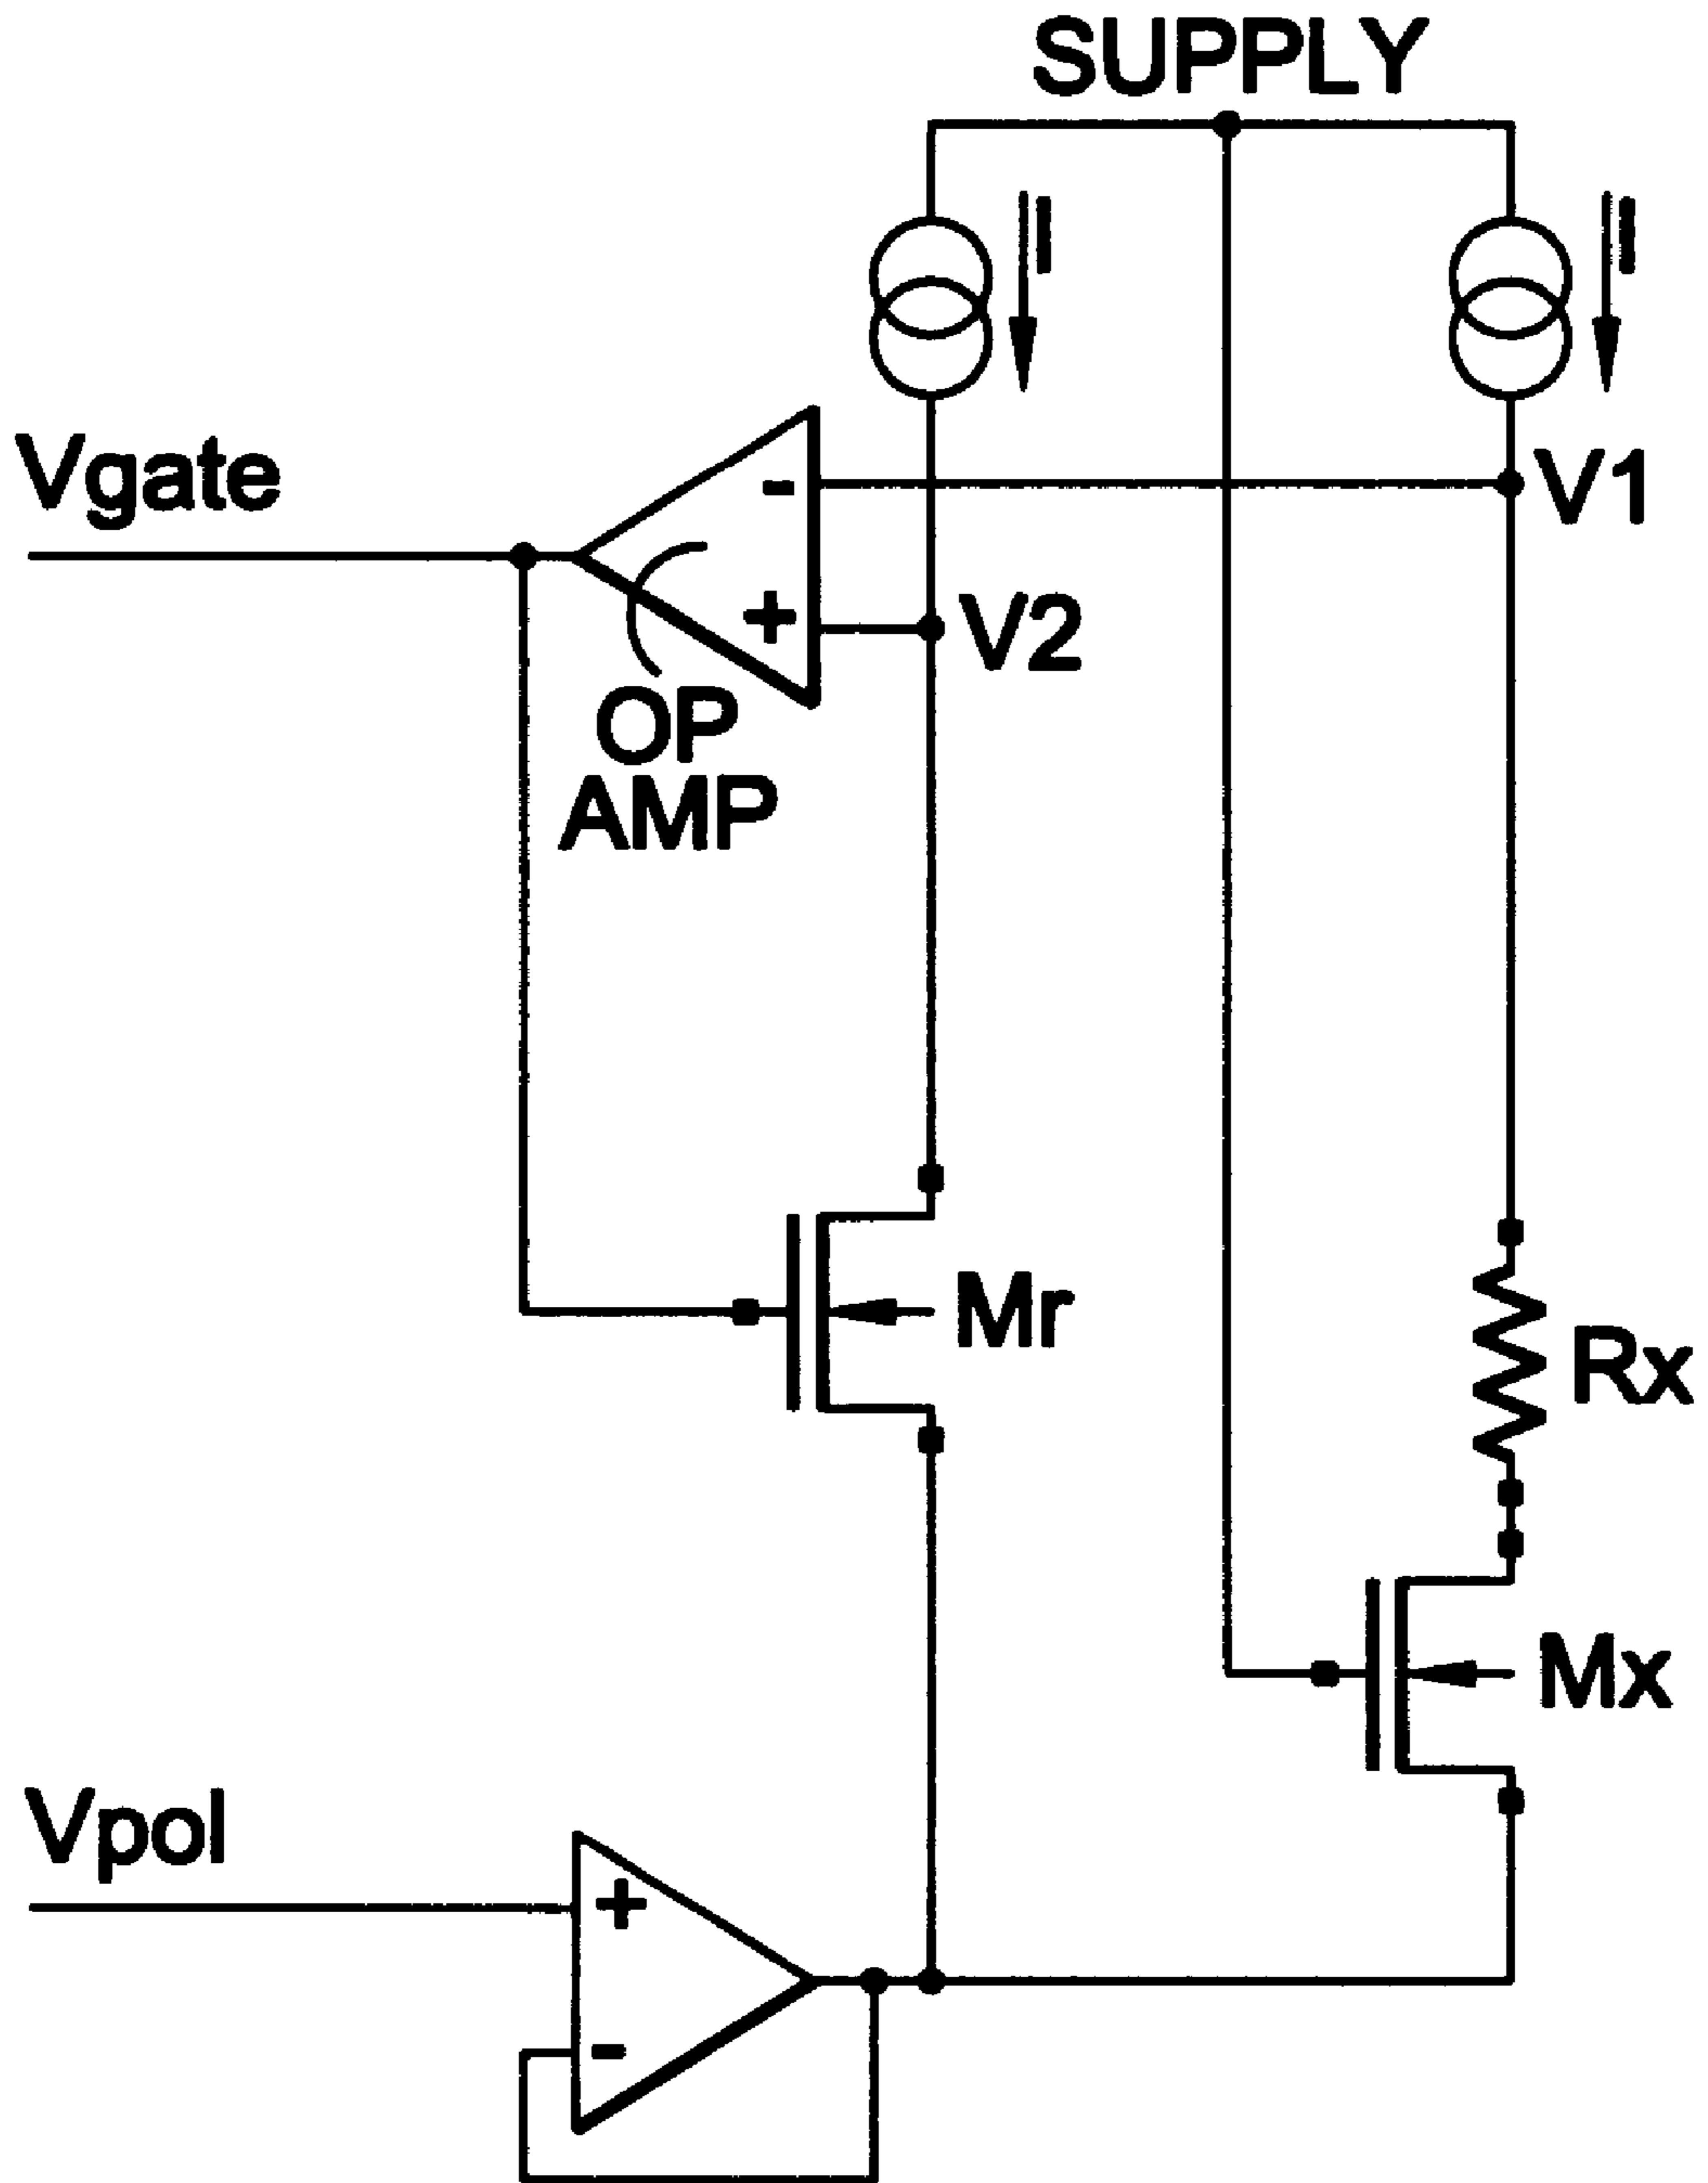 SUPPLY
I
I
Vgate
-
V1
+
V2
OP
AMP
Mr
Rx
Mx
Vpol
+
-